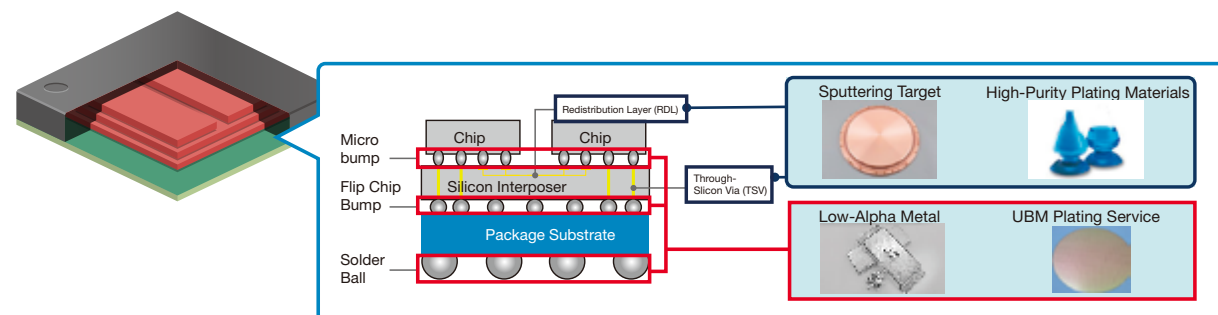 Sputtering Target
High-Purity Plating Materials
Redistribution Layer (RDL)
Chip
Chip
Micro
bump
Through-
Slicon Via (TSV)
Flip Chip
Bump
Silicon Interposer
Low-Alpha Metal
UBM Plating Service
Package Substrate
Solder
Ball